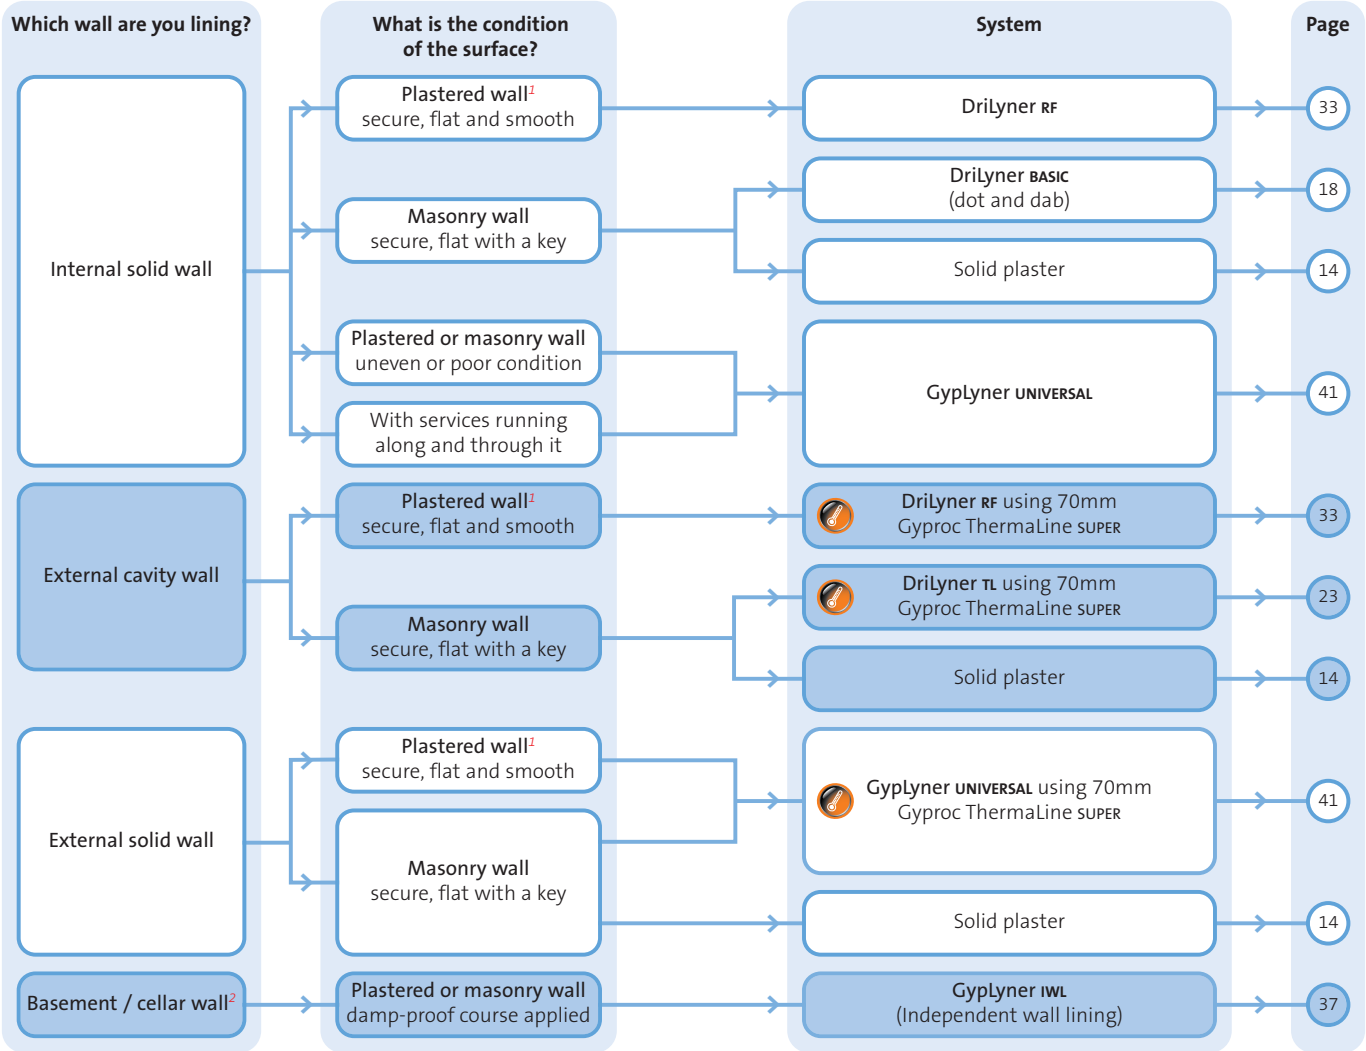 Which wall are you lining?
What is the condition
of the surface?
System
Page
Internal solid wall
Plastered wall1
secure, flat and smooth
DriLyner RF
33
Masonry wall
secure, flat with a key
DriLyner BASIC
(dot and dab)
18
Solid plaster
14
Plastered or masonry wall
uneven or poor condition
With services running
along and through it
GypLyner UNIVERSAL
41
External cavity wall
Plastered wall1
secure, flat and smooth
DriLyner RF using 70mm
Gyproc ThermaLine SUPER
33
Masonry wall
secure, flat with a key
DriLyner TL using 70mm
Gyproc ThermaLine SUPER
23
Solid plaster
14
External solid wall
Plastered wall1
secure, flat and smooth
Masonry wall
secure, flat with a key
GypLyner UNIVERSAL using 70mm
Gyproc ThermaLine SUPER
41
Solid plaster
14
Basement / cellar wall2
Plastered or masonry wall
damp-proof course applied
GypLyner IWL
(Independent wall lining)
37